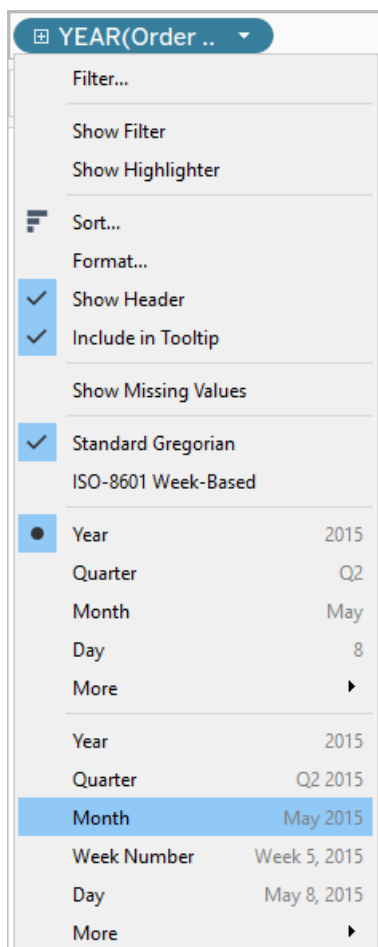 YEAR(Order ..
Filter...
Show Filter
Show Highlighter
Sort...
Format...
Show Header
Include in Tooltip
Show Missing Values
Standard Gregorian
ISO-8601 Week-Based
Year 2015
Quarter Q2
Month May
Day 8
More
Year 2015
Quarter Q2 2015
Month May 2015
Week Number Week 5, 2015
Day May 8, 2015
More